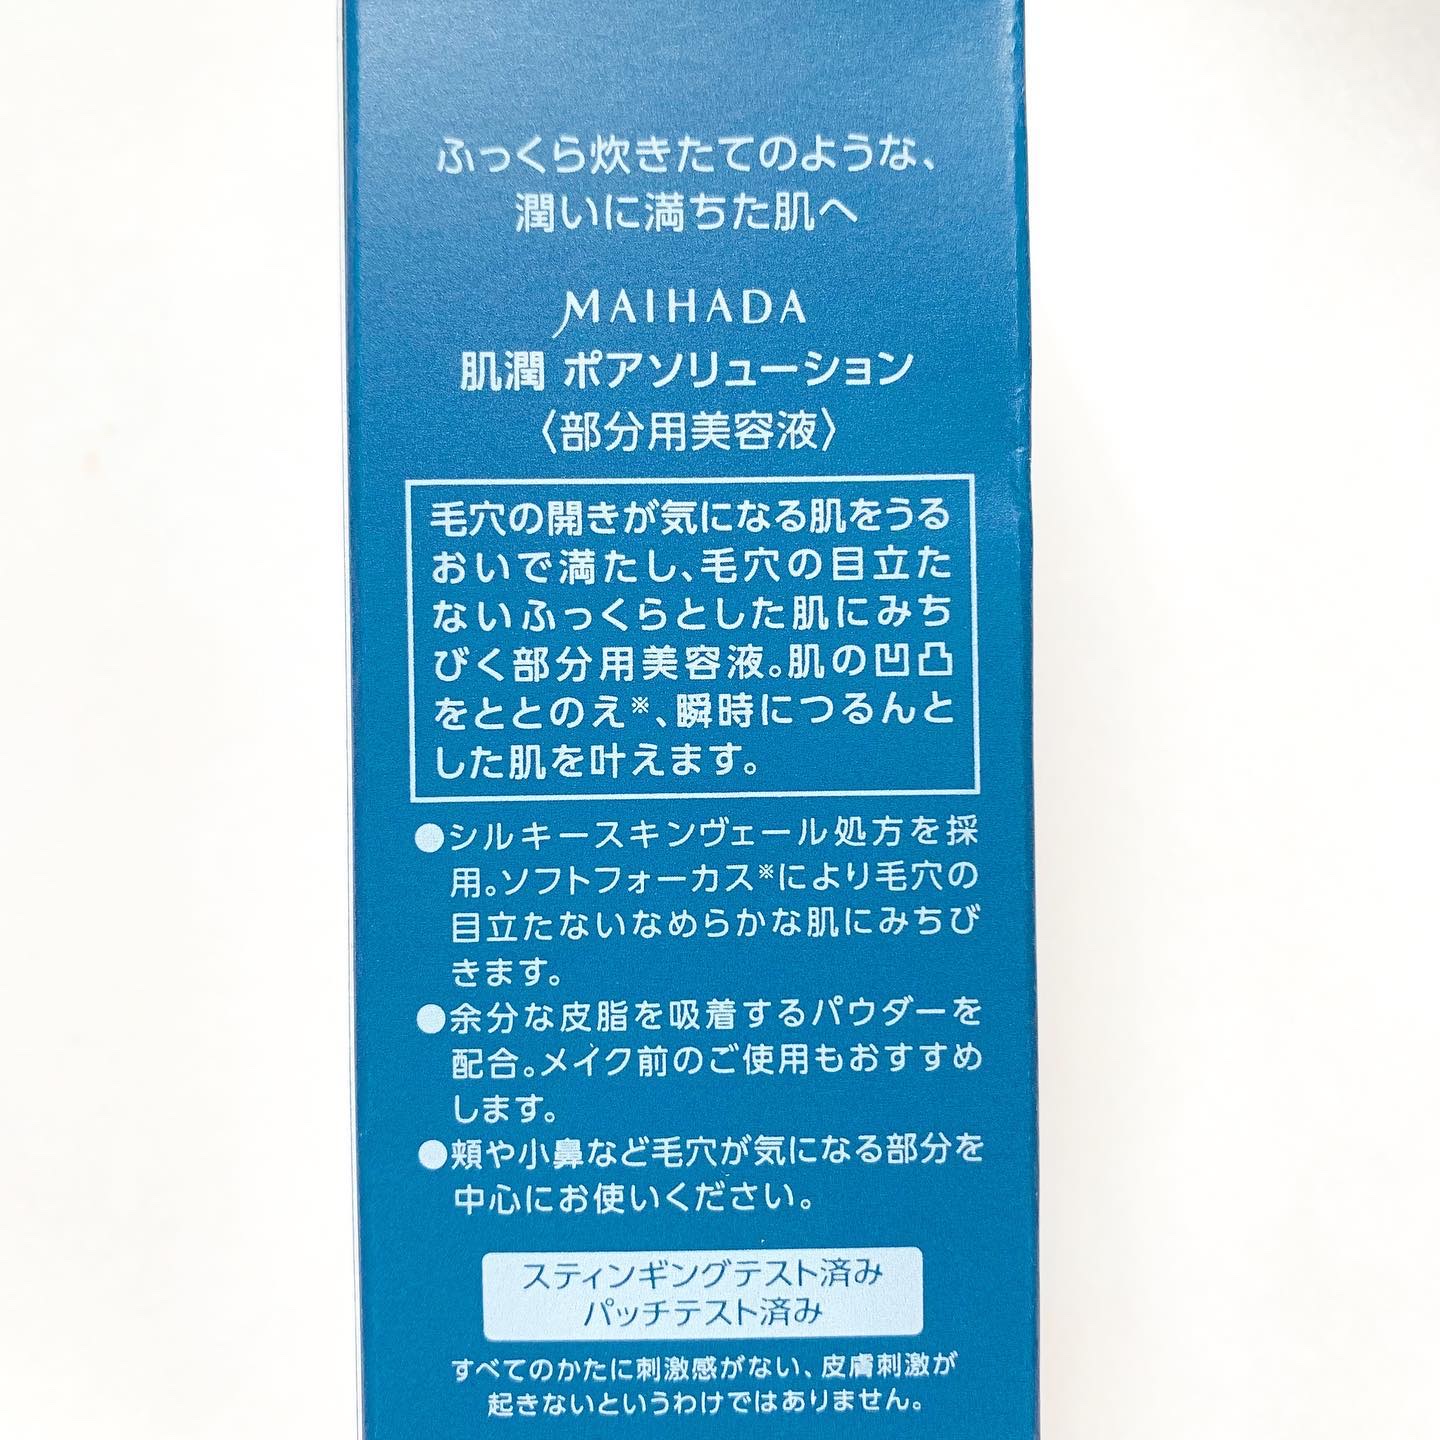 ふっくら炊きたてのような、
潤いに満ちた肌へ
MAIHADA
肌潤 ポアソリューション
〈部分用美容液〉
毛穴の開きが気になる肌をうる
おいで満たし、毛穴の目立た
ないふっくらとした肌にみち
びく部分用美容液。肌の凹凸
をととのえ※、瞬時につるんと
した肌を叶えます。
●シルキースキンヴェール処方を採
用。ソフトフォーカス※により毛穴の
目立たないなめらかな肌にみちび
きます。
●余分な皮脂を吸着するパウダーを
配合。メイク前のご使用もおすすめ
します。
●頬や小鼻など毛穴が気になる部分を
中心にお使いください。
スティンギングテスト済み
パッチテスト済み
すべてのかたに刺激感がない、皮膚刺激が
起きないというわけではありません。